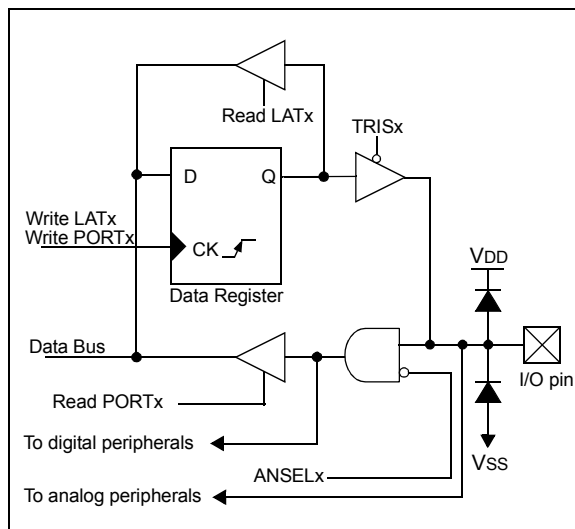 Read LATx
TRISx
D
Q
Write LATx
Write PORTx
CK
Data Register
VDD
Data Bus
I/O pin
Read PORTx
To digital peripherals
VSS
ANSELx
To analog peripherals